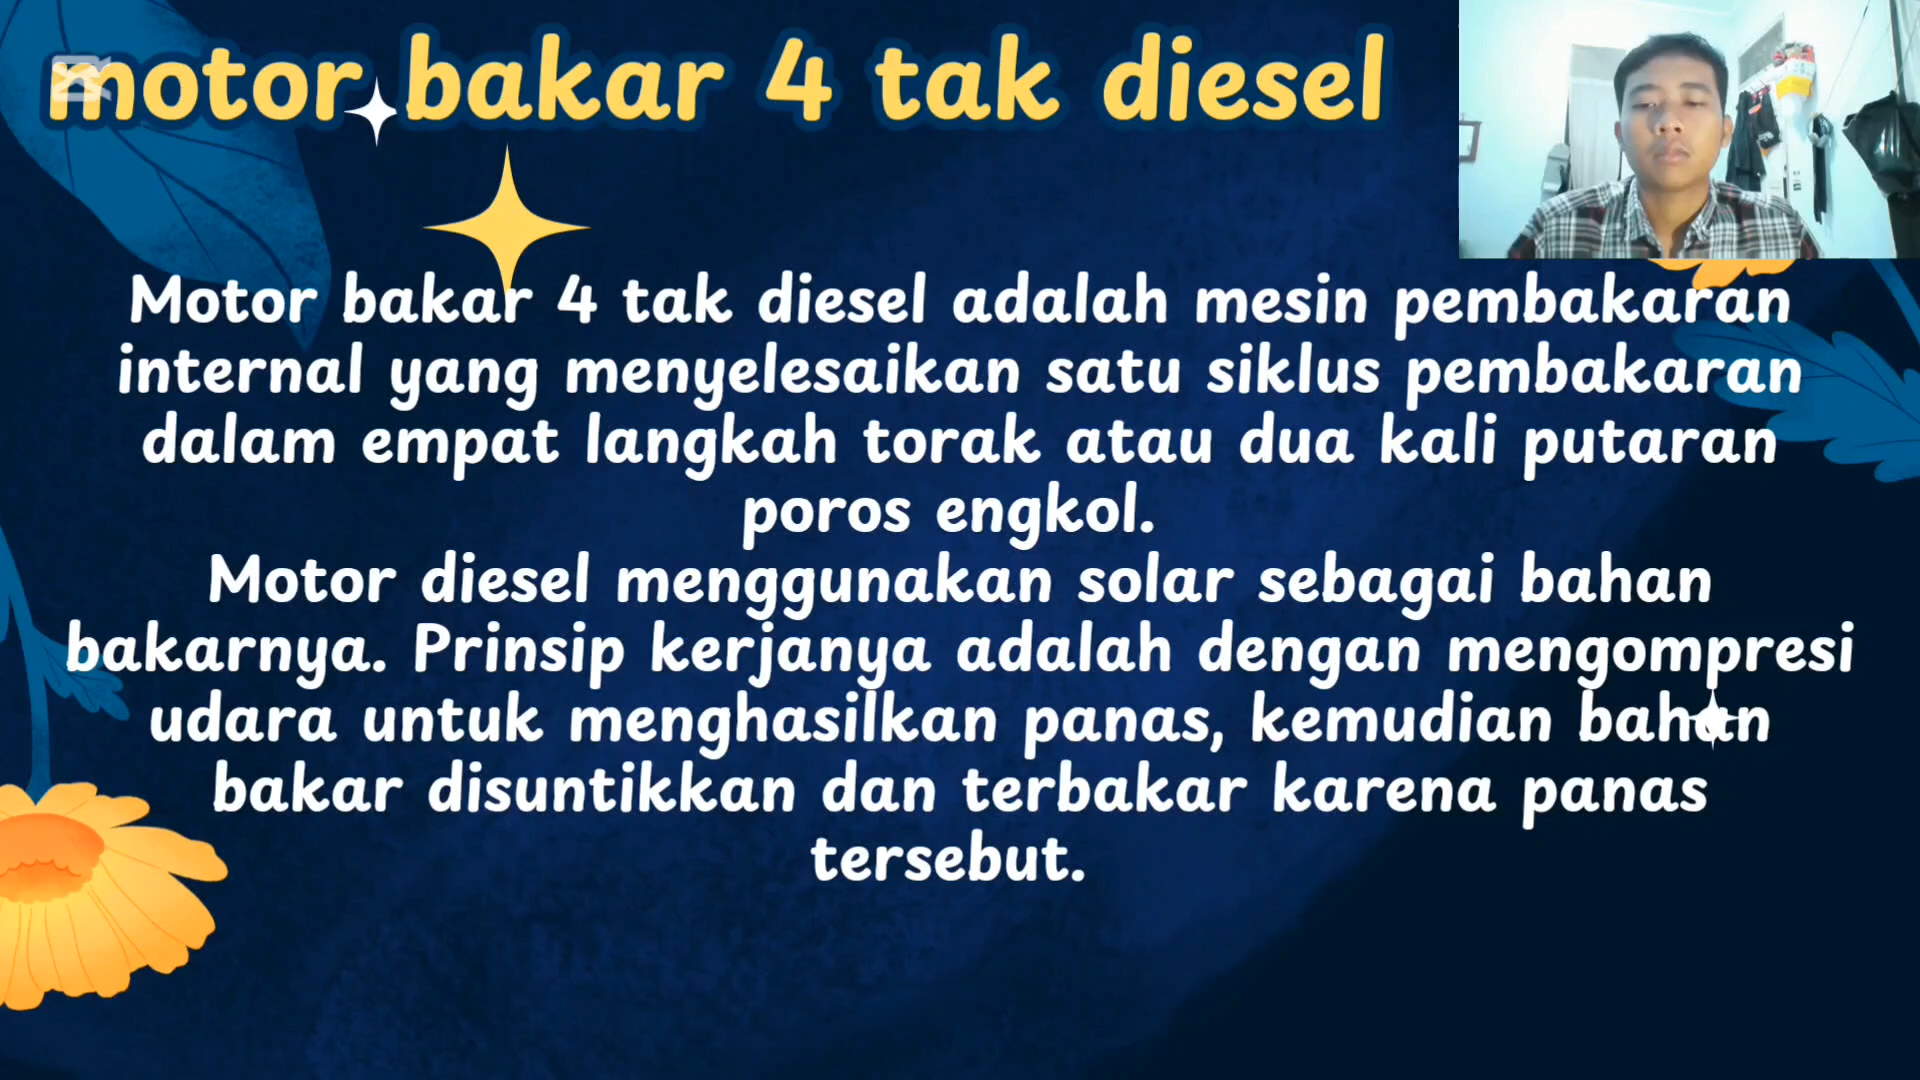 motor bakar 4 tak diesel
Motor bakar 4 tak diesel adalah mesin pembakaran
internal yang menyelesaikan satu siklus pembakaran
dalam empat langkah torak atau dua kali putaran
poros engkol.
Motor diesel menggunakan solar sebagai bahan
bakarnya. Prinsip kerjanya adalah dengan mengompresi
udara untuk menghasilkan panas, kemudian bahan
bakar disuntikkan dan terbakar karena panas
tersebut.